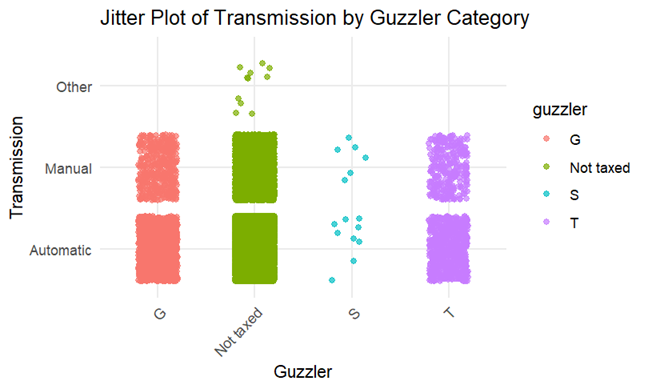 Jitter Plot of Transmission by Guzzler Category
Other
Manual
Automatic
Transmission
G
Not taxed
S
T
Guzzler
guzzler
G
Not taxed
S
T